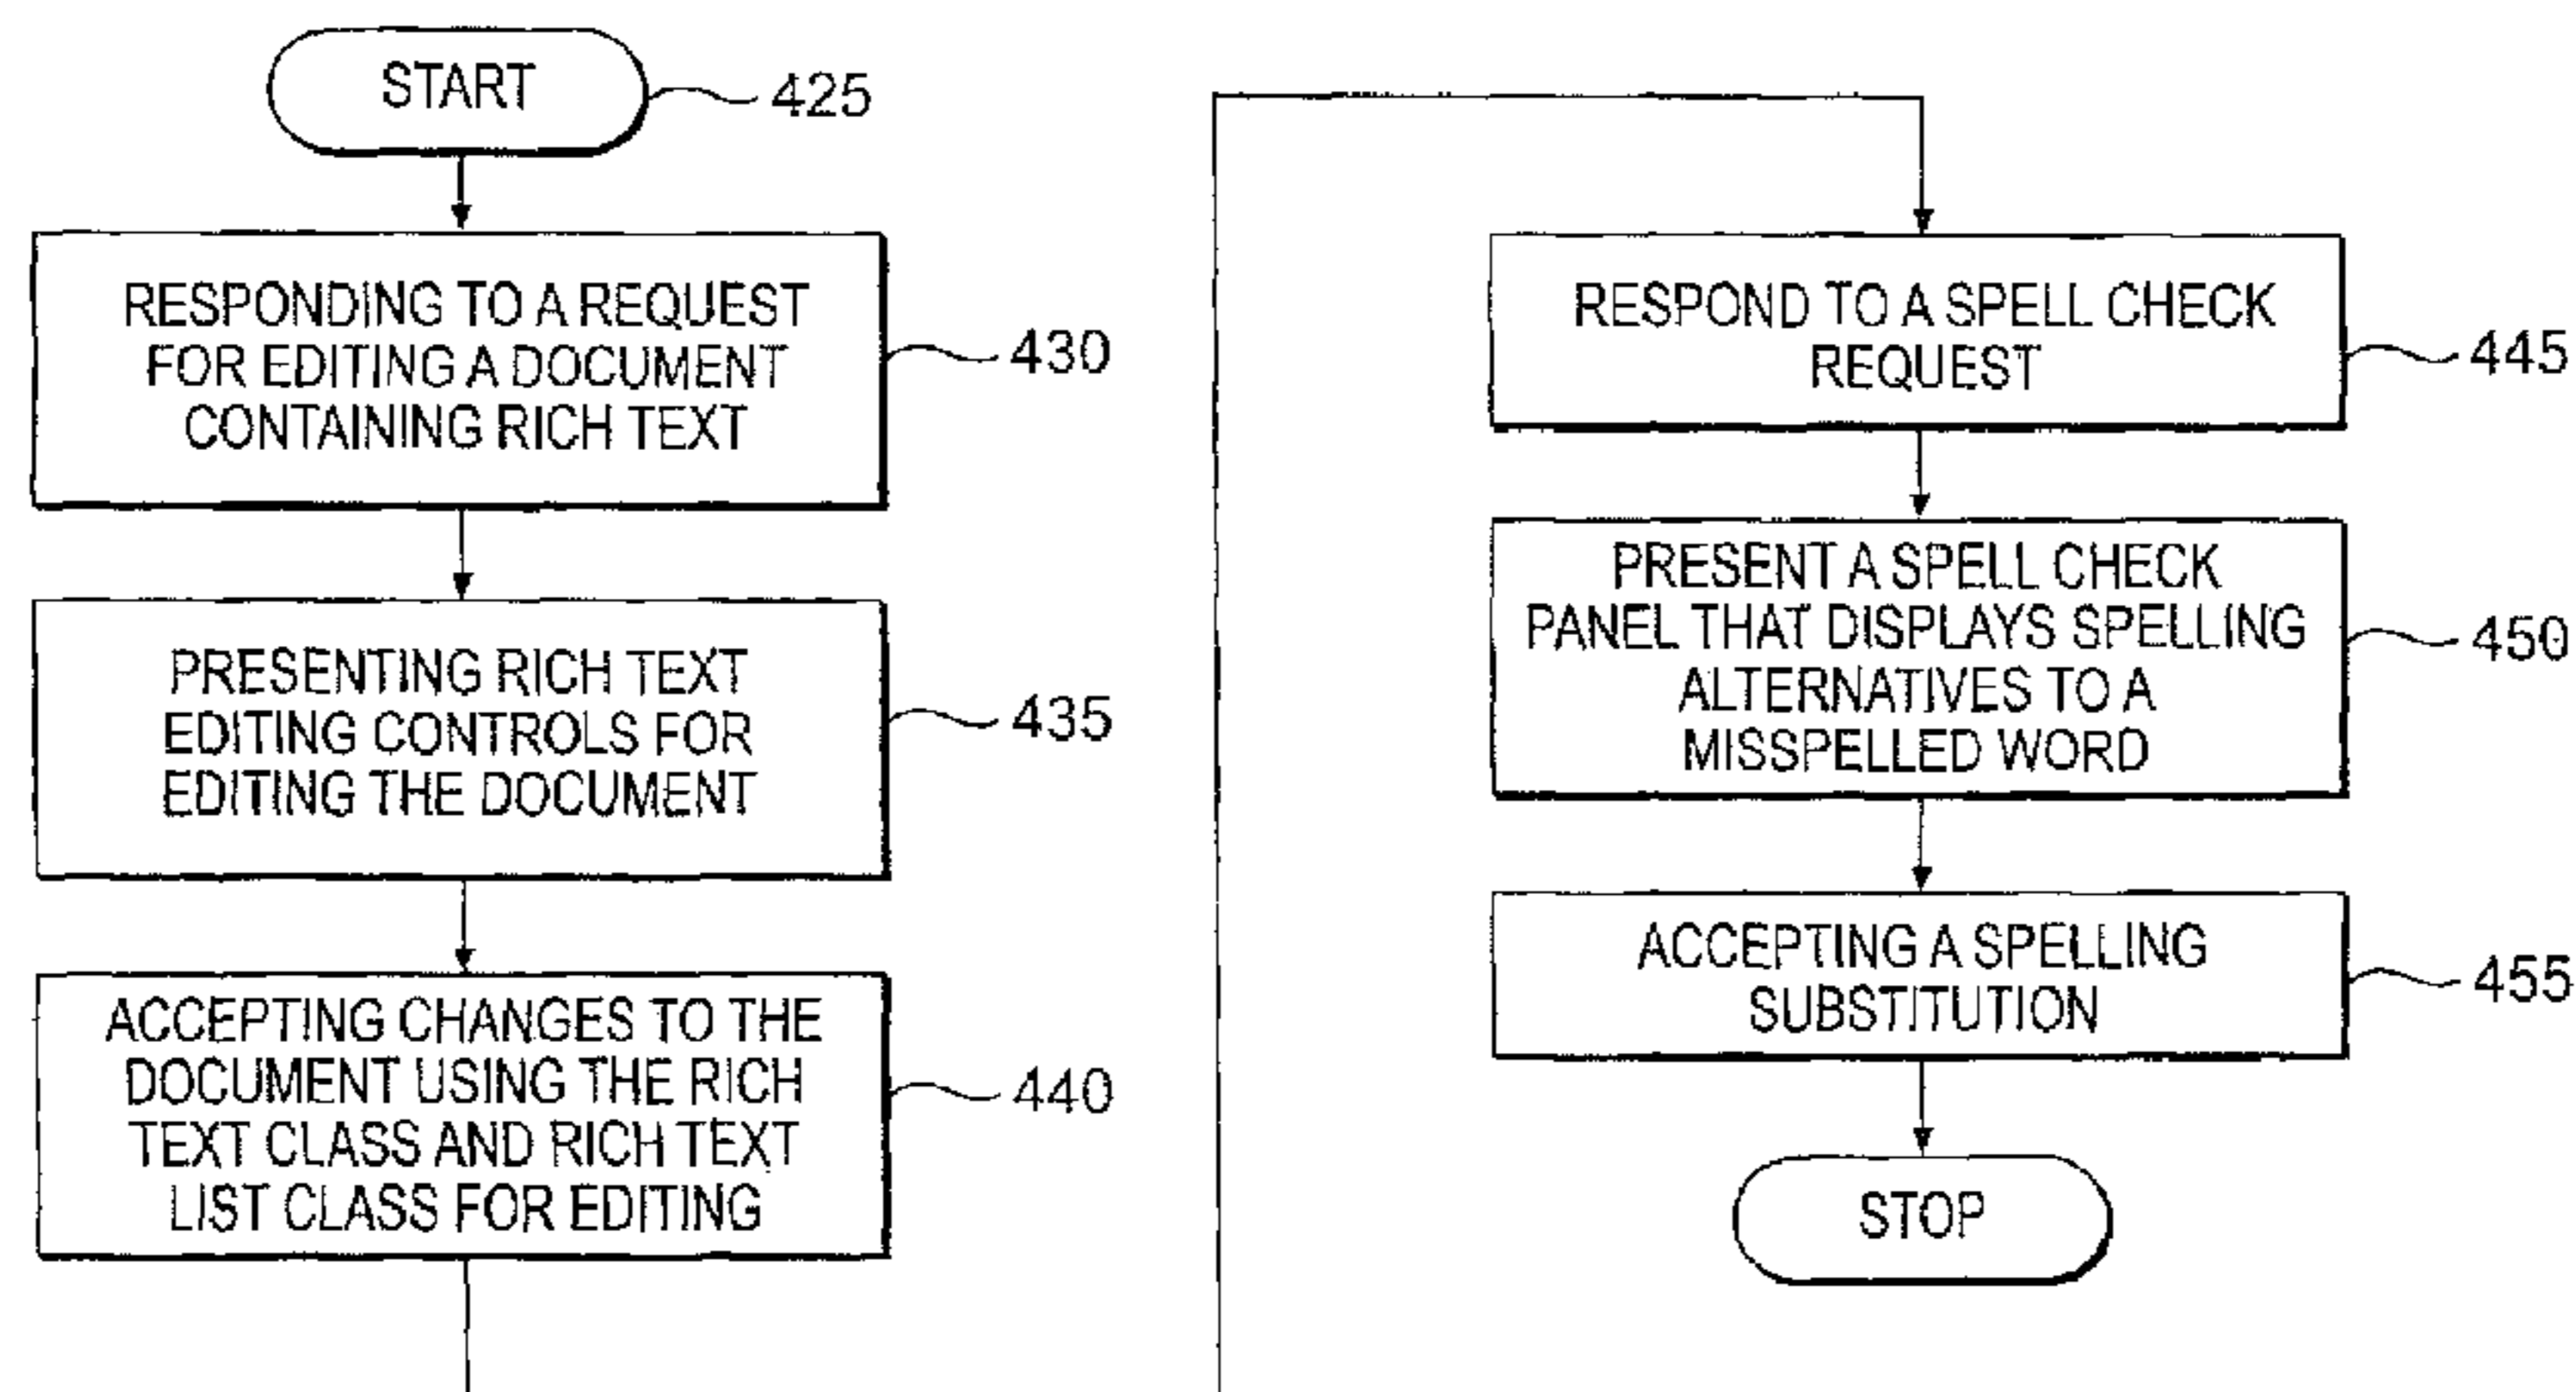 START
425
RESPONDING TO A REQUEST
FOR EDITING A DOCUMENT
CONTAINING RICH TEXT
430
PRESENTING RICH TEXT
EDITING CONTROLS FOR
EDITING THE DOCUMENT
435
ACCEPTING CHANGES TO THE
DOCUMENT USING THE RICH
TEXT CLASS AND RICH TEXT
LIST CLASS FOR EDITING
440
RESPOND TO A SPELL CHECK
REQUEST
445
PRESENT A SPELL CHECK
PANEL THAT DISPLAYS SPELLING
ALTERNATIVES TO A
MISSPELLED WORD
450
ACCEPTING A SPELLING
SUBSTITUTION
455
STOP